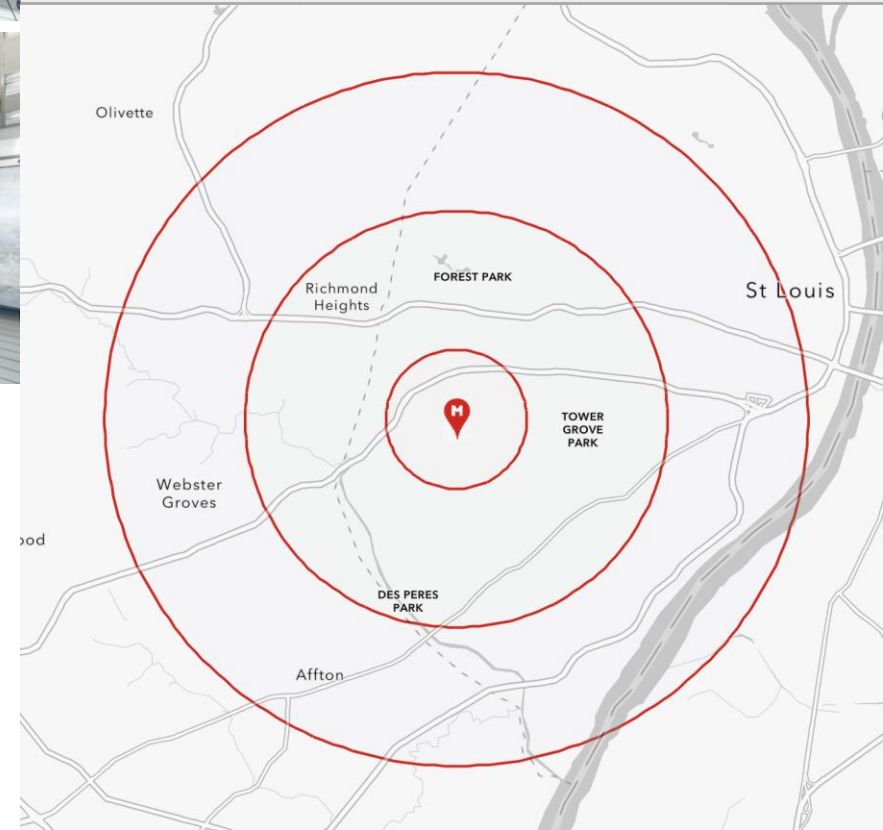 Olivette
FOREST PARK
Richmond
Heights
St Louis
M
TOWER
GROVE
PARK
Webster
Groves
ood
DES PERES
PARK
Affton